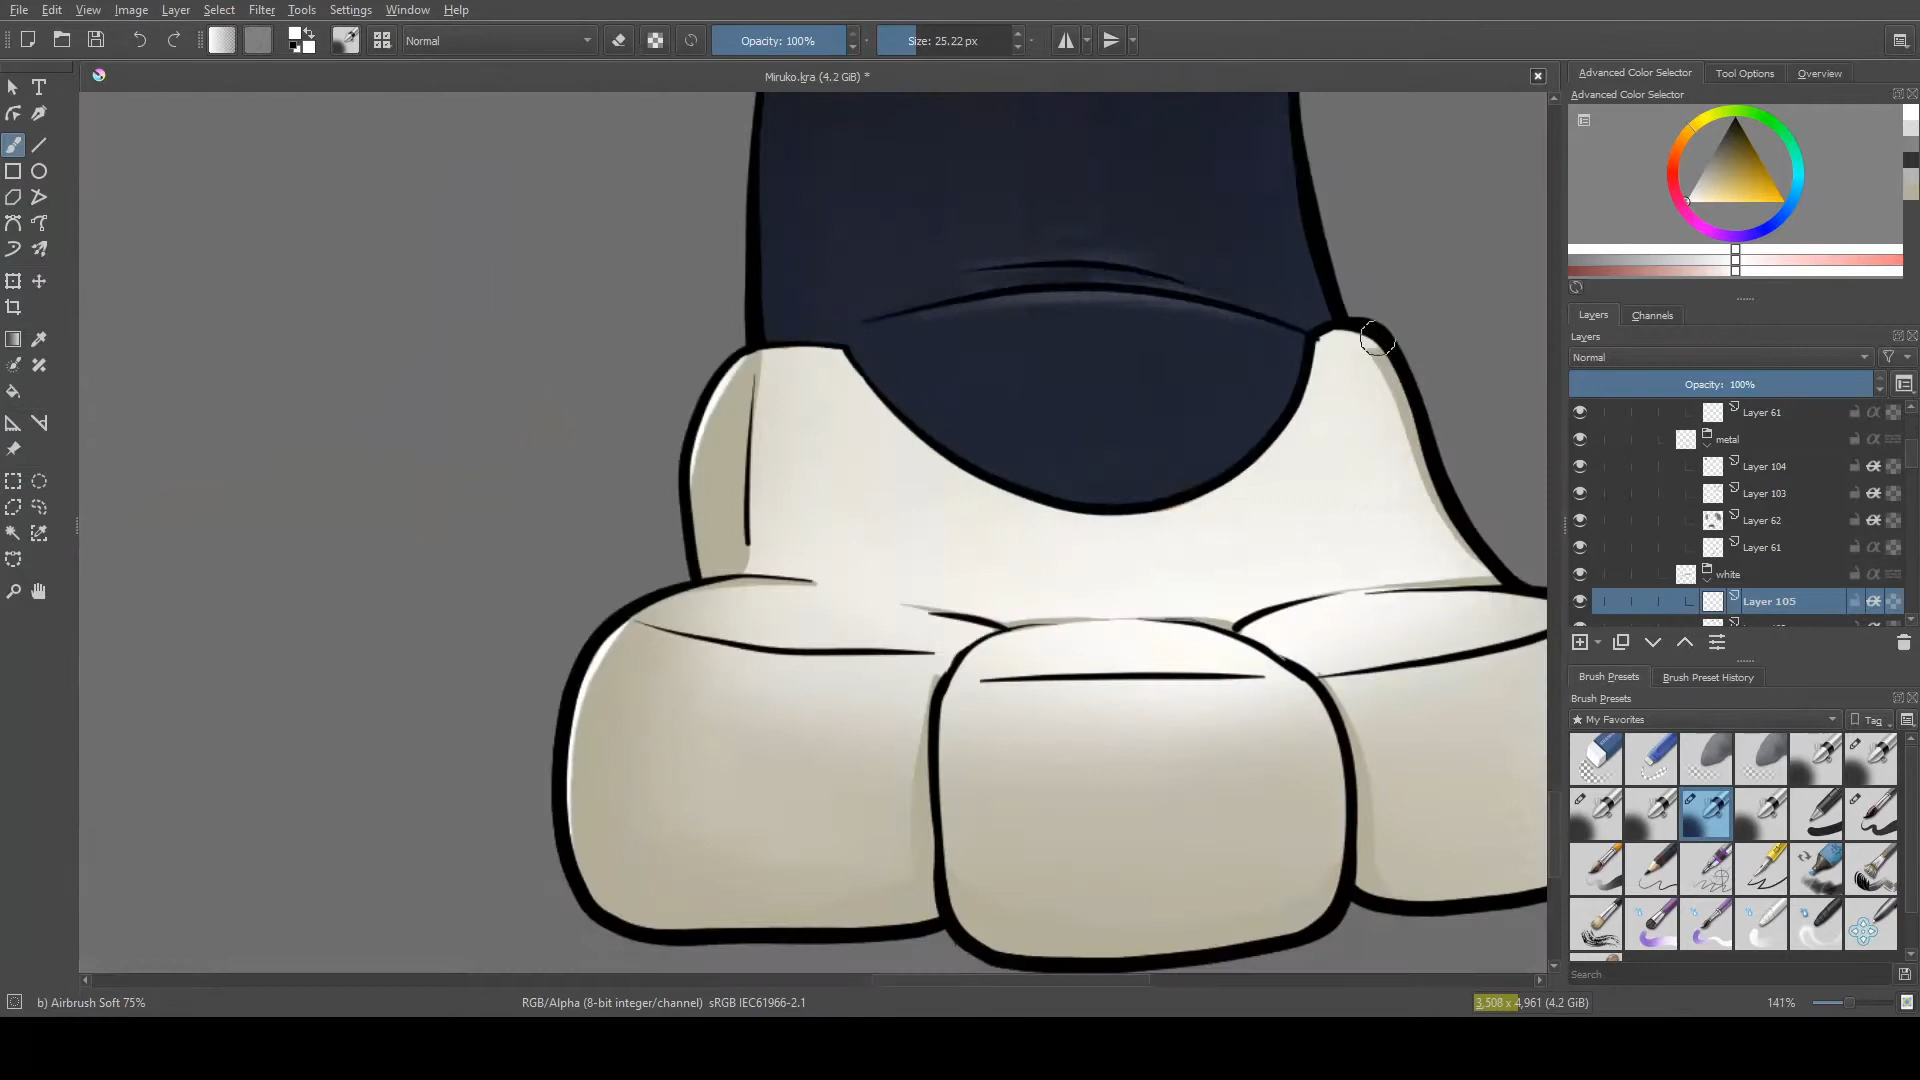 File Edit View Image Layer Select Filter Tools Settings Window Help
Normal Opacity: 100% Size: 25.22 px
Miruko.kra (4.2 GiB) *
Advanced Color Selector Tool Options Overview
Advanced Color Selector
Layers Channels
Layers
Normal
Opacity: 100%
Layer 61
metal
Layer 104
Layer 103
Layer 62
Layer 61
white
Layer 105
Brush Presets Brush Preset History
Brush Presets
My Favorites Tag
Search
b) Airbrush Soft 75% RGB/Alpha (8-bit integer/channel) sRGB IEC61966-2.1 3,508 x 4,961 (4.2 GiB) 141%